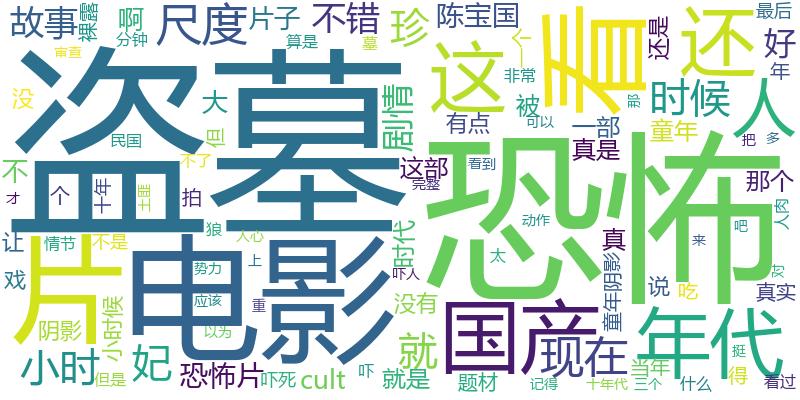 故事
裸露
啊
分钟
尺度
片子
算是
不错
墓
珍
陈宝国
一个
非常
还是
最后
好
年
审查
盗墓
剧情
这
看
还
时候
人
没
大
但
民国
被
有点
可以
那
一部
童年
把
多
不
个
十年
土匪
拍
不了
这部
完整
看到
恐怖
真是
那个
人肉
才
让
戏
情节
不是
狼
人心
上
时代
吓人
动作
太
真
来
吧
对
片
电影
势力
应该
重
以为
没有
童年阴影
说
吃
真实
阴影
小时候
国产
现在
年代
小时
妃
但是
恐怖片
吓死
cult
吓
就
就是
题材
记得
十年代
三个
当年
什么
挺
得
看过